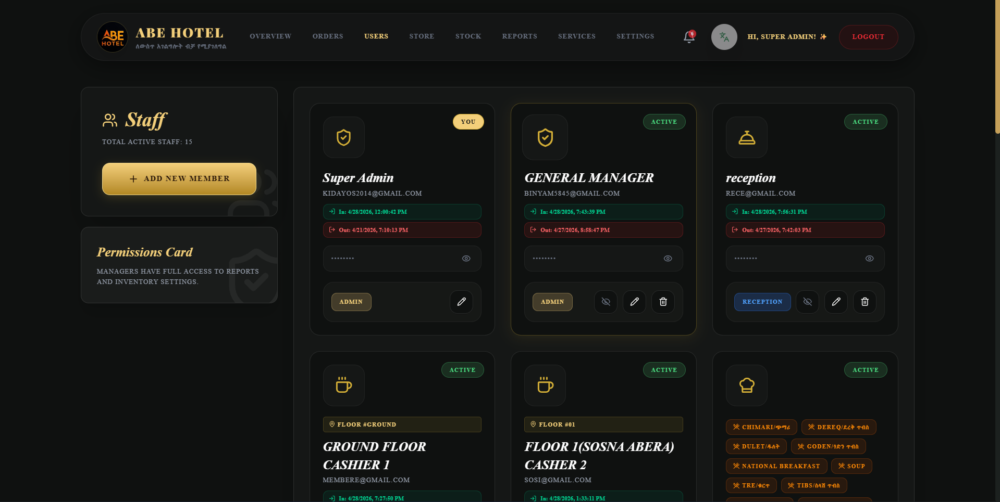 ABE
HOTEL
ABE HOTEL
ለውስጥ አገልግሎት ብቻ የሚያገለግል
OVERVIEW
ORDERS
USERS
STORE
STOCK
REPORTS
SERVICES
SETTINGS
6
HI, SUPER ADMIN! ✨
LOGOUT
Staff
TOTAL ACTIVE STAFF: 15
+ ADD NEW MEMBER
Permissions Card
MANAGERS HAVE FULL ACCESS TO REPORTS
AND INVENTORY SETTINGS.
YOU
Super Admin
KIDAYOS2014@GMAIL.COM
In: 4/28/2026, 12:00:42 PM
Out: 4/21/2026, 7:10:13 PM
••••••••
ADMIN
ACTIVE
GENERAL MANAGER
BINYAM5845@GMAIL.COM
In: 4/28/2026, 7:43:39 PM
Out: 4/27/2026, 8:58:47 PM
••••••••
ADMIN
ACTIVE
reception
RECE@GMAIL.COM
In: 4/28/2026, 7:56:31 PM
Out: 4/27/2026, 7:42:03 PM
••••••••
RECEPTION
ACTIVE
FLOOR #GROUND
GROUND FLOOR
CASHIER 1
MEMBERE@GMAIL.COM
In: 4/28/2026, 7:27:50 PM
ACTIVE
FLOOR #01
FLOOR 1(SOSNA ABERA)
CASHER 2
SOSI@GMAIL.COM
In: 4/28/2026, 1:33:11 PM
ACTIVE
CHIMARI/ጭማሪ
DEREQ/ደረቅ ጥብስ
DULET/ዱለት
GODEN/ጎድን ጥብስ
NATIONAL BREAKFAST
SOUP
TRE/ቁርጥ
TIBS/ስላሽ ጥብስ